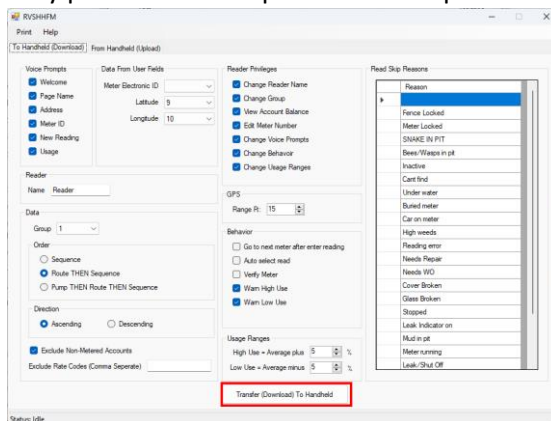 RVSHHFM
Print Help
To Handheld (Download) From Handheld (Upload)
Voice Prompts
Welcome
Page Name
Address
Meter ID
New Reading
Usage
Data From User Fields
Meter Electronic ID
Latitude 9
Longitude 10
Reader
Name Reader
Data
Group 1
Order
Sequence
Route THEN Sequence
Pump THEN Route THEN Sequence
Direction
Ascending Descending
Exclude Non-Metered Accounts
Exclude Rate Codes (Comma Seperate)
Reader Privileges
Change Reader Name
Change Group
View Account Balance
Edit Meter Number
Change Voice Prompts
Change Behavoir
Change Usage Ranges
GPS
Range Ft: 15
Behavior
Go to next meter after enter reading
Auto select read
Verify Meter
Warn High Use
Warn Low Use
Usage Ranges
High Use = Average plus 5 %
Low Use = Average minus 5 %
Transfer (Download) To Handheld
Read Skip Reasons
Reason
Fence Locked
Meter Locked
SNAKE IN PIT
Bees/Wasps in pit
Inactive
Cant find
Under water
Buried meter
Car on meter
High weeds
Reading error
Needs Repair
Needs WO
Cover Broken
Glass Broken
Stopped
Leak Indicator on
Mud in pit
Meter running
Leak/Shut Off
Status: Idle